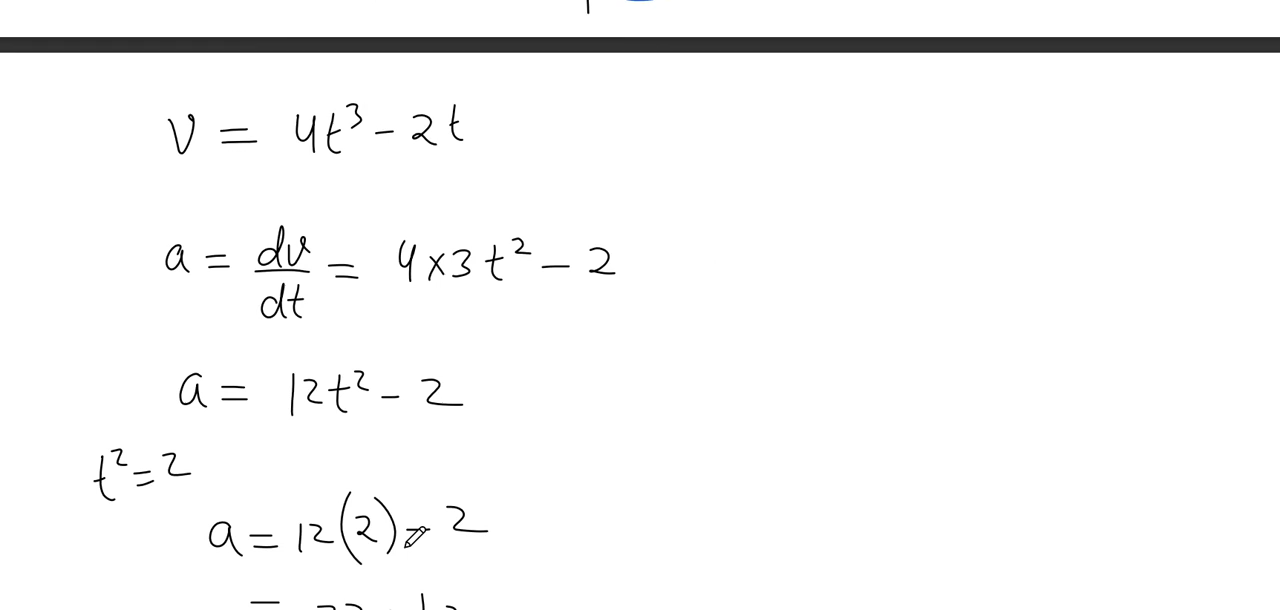 v = 4t³ - 2t
a = dv/dt = 4×3t² - 2
a = 12t² - 2
t² = 2
a = 12(2) - 2
=